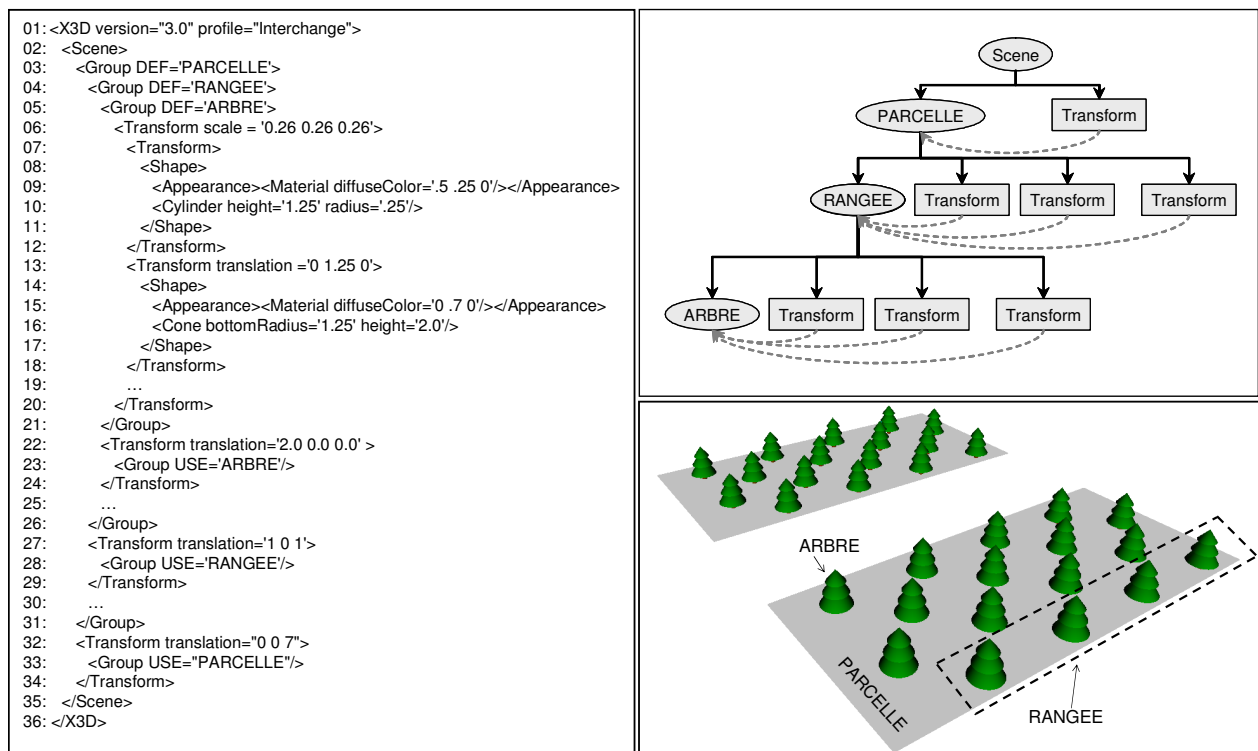 01: <X3D version="3.0" profile="Interchange">
02: <Scene>
03: <Group DEF='PARCELLE'>
04: <Group DEF='RANGEE'>
05: <Group DEF='ARBRE'>
06: <Transform scale = '0.26 0.26 0.26'>
07: <Transform>
08: <Shape>
09: <Appearance><Material diffuseColor='.5 .25 0'/></Appearance>
10: <Cylinder height='1.25' radius='.25'/>
11: </Shape>
12: </Transform>
13: <Transform translation ='0 1.25 0'>
14: <Shape>
15: <Appearance><Material diffuseColor='0 .7 0'/></Appearance>
16: <Cone bottomRadius='1.25' height='2.0'/>
17: </Shape>
18: </Transform>
19: …
20: </Transform>
21: </Group>
22: <Transform translation='2.0 0.0 0.0' >
23: <Group USE='ARBRE'/>
24: </Transform>
25: …
26: </Group>
27: <Transform translation='1 0 1'>
28: <Group USE='RANGEE'/>
29: </Transform>
30: …
31: </Group>
32: <Transform translation="0 0 7">
33: <Group USE="PARCELLE"/>
34: </Transform>
35: </Scene>
36: </X3D>
Scene
PARCELLE Transform
RANGEE Transform Transform Transform
ARBRE Transform Transform Transform
ARBRE
PARCELLE
RANGEE